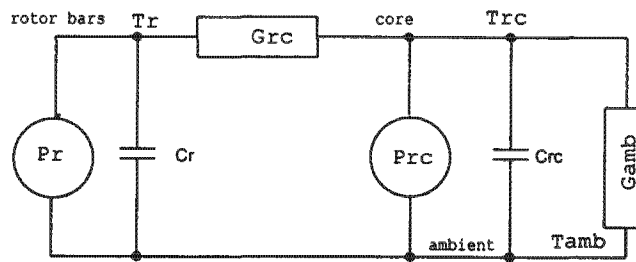 rotor bars Tr core Trc
Grc
Pr Cr Prc Crc Gamb
ambient Tamb